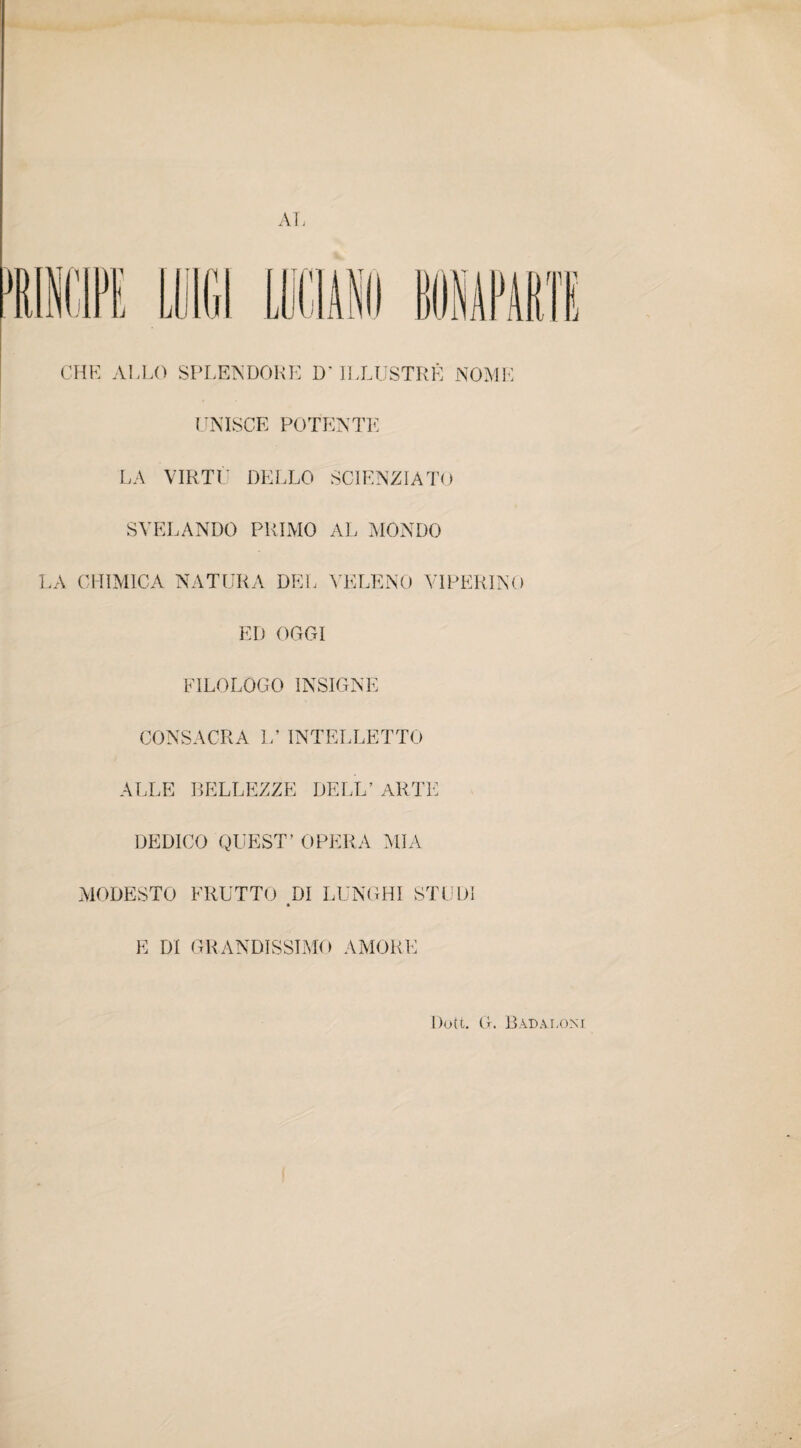 AL
PRINCIPE LUIGI LUCIANO BONAPARTE
CHE ALLO SPLENDORE D' ILLUSTRÈ NOME
UNISCE POTENTE
LA VIRTÙ DELLO SCIENZIATO
SVELANDO PRIMO AL MONDO
LA CHIMICA NATURA DEL VELENO VIPERINO
ED OGGI
FILOLOGO INSIGNE
CONSACRA L' INTELLETTO
ALLE BELLEZZE DELL' ARTE
DEDICO QUEST' OPERA MIA
MODESTO FRUTTO DI LUNGHI STUDI
E DI GRANDISSIMO AMORE
Dott. G. BADALONI